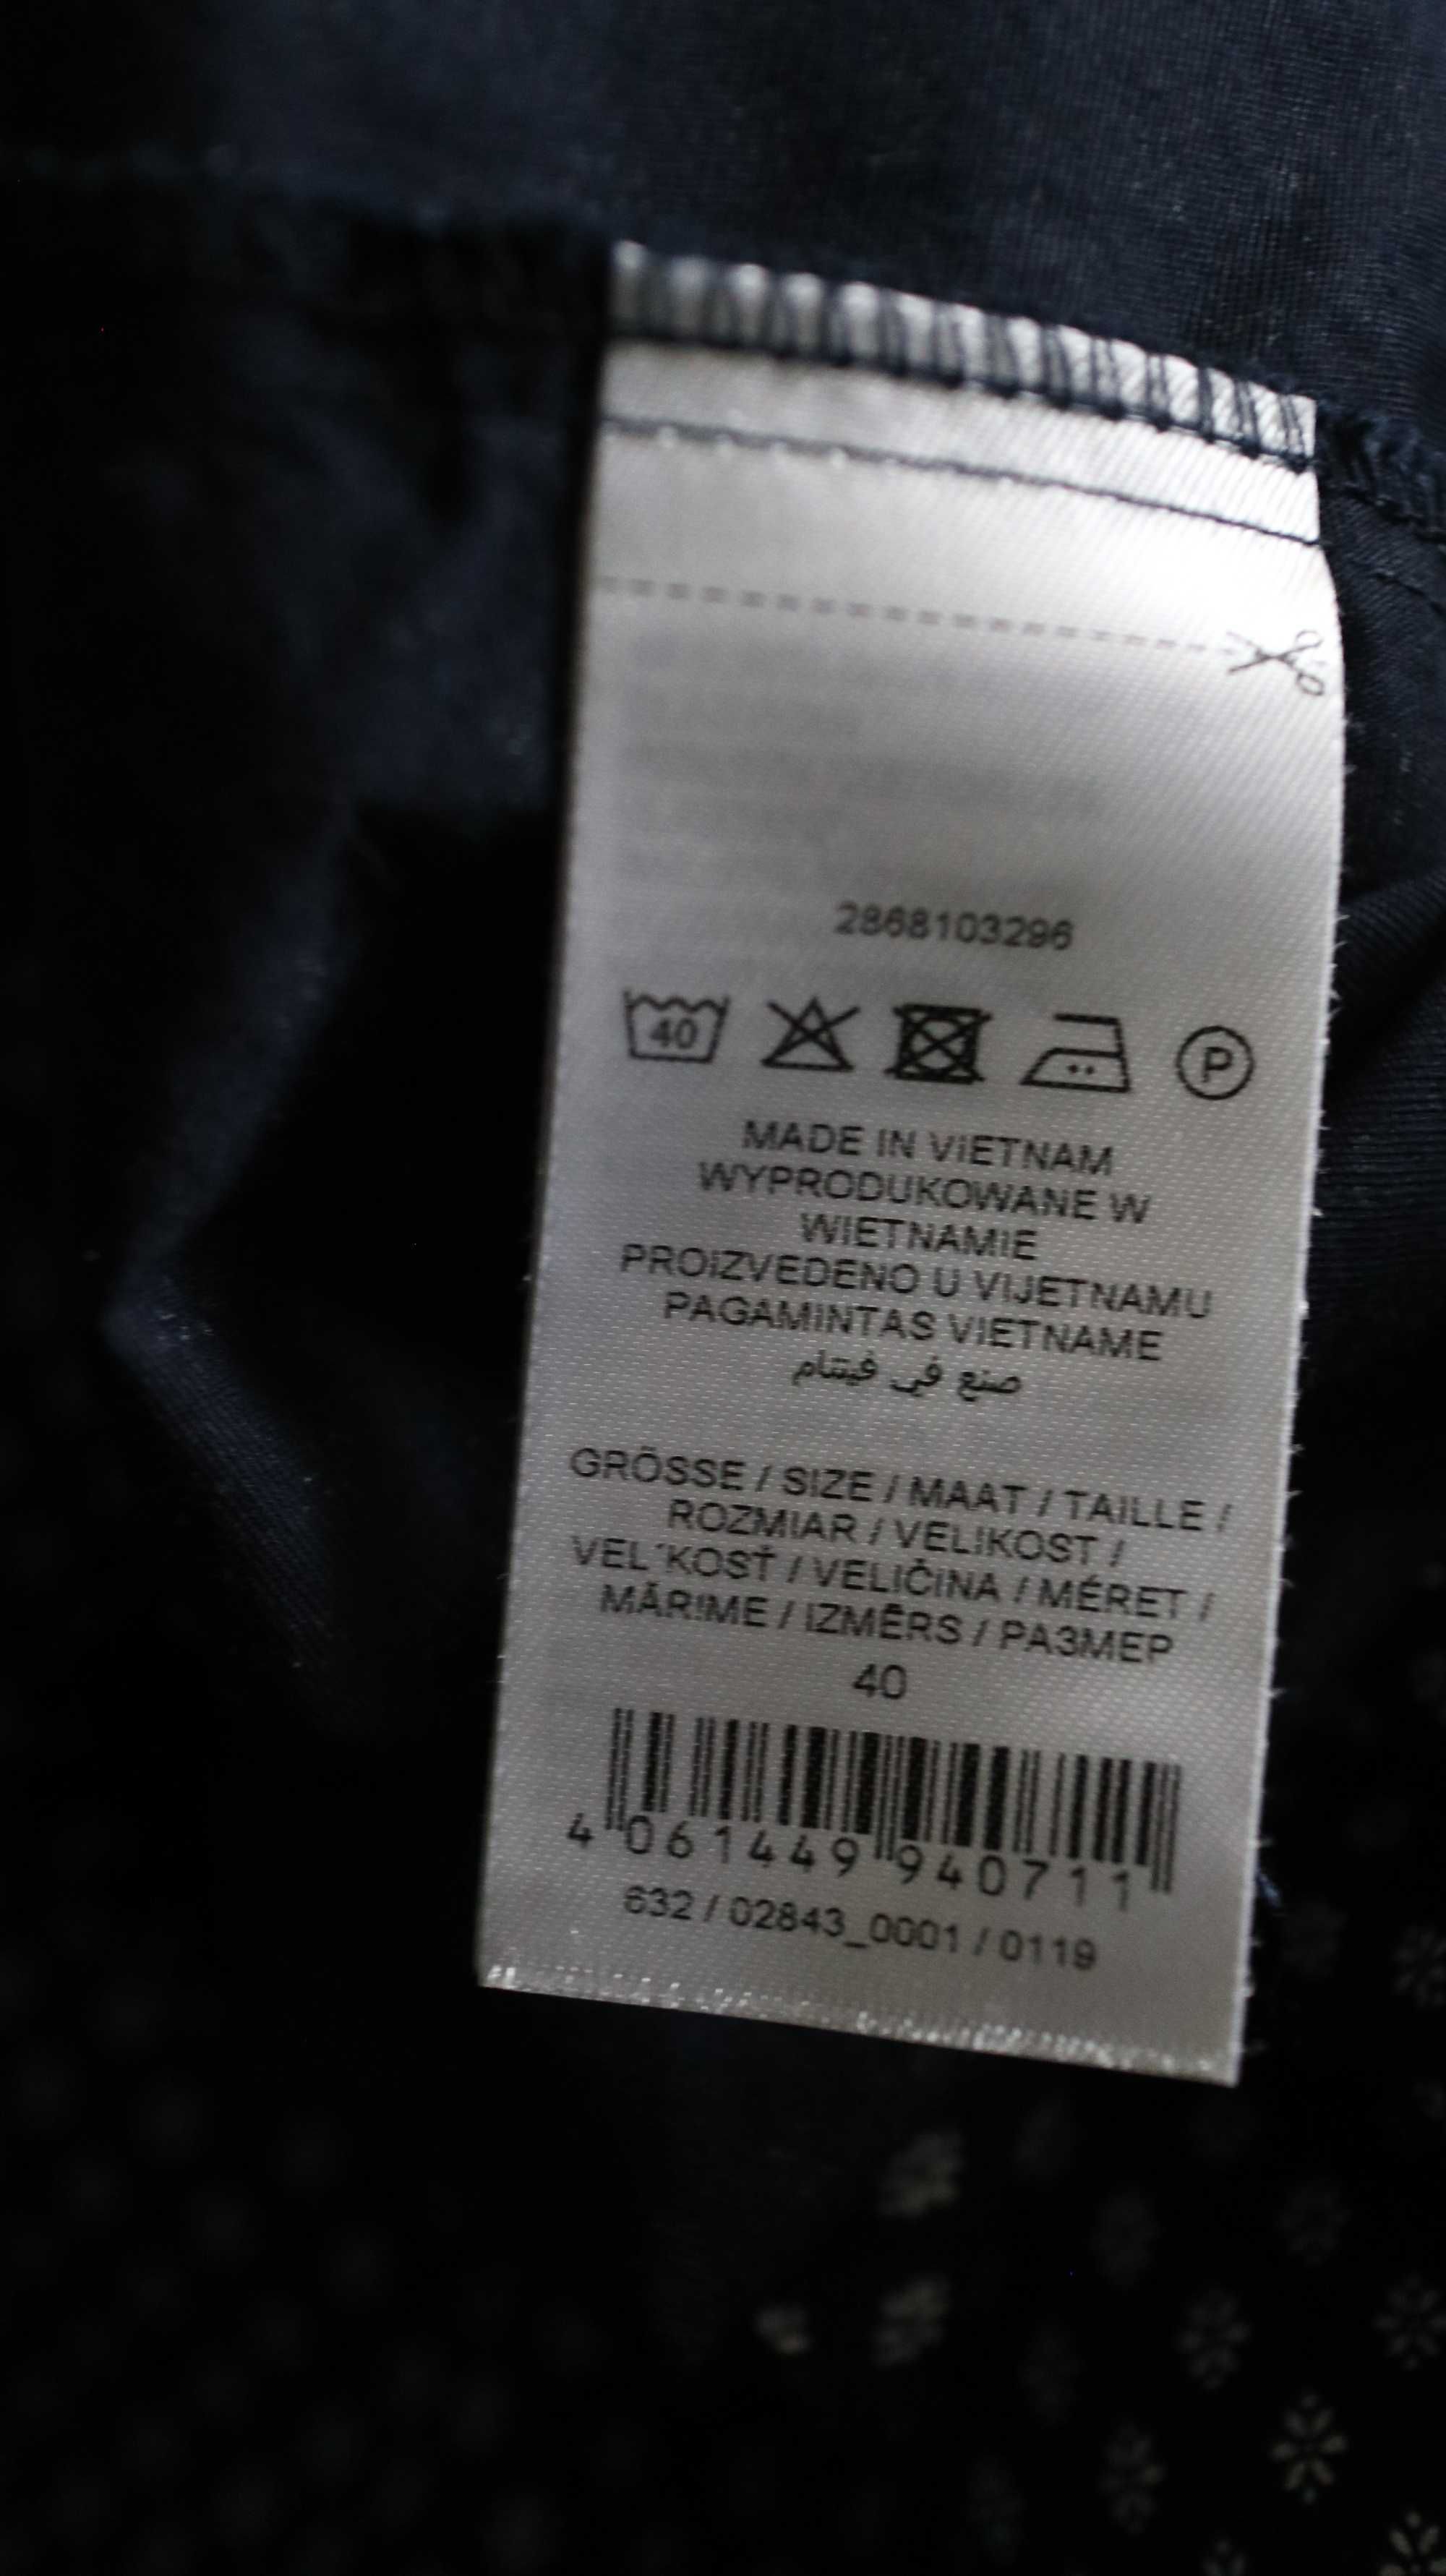 2868103296
40 P
MADE IN VIETNAM
WYPRODUKOWANE W
WIETNAMIE
PROIZVEDENO U VIJETNAMU
PAGAMINTAS VIETNAME
صنع في فيتنام
GRÖSSE / SIZE / MAAT / TAILLE /
ROZMIAR / VELIKOST /
VEL´KOSŤ / VELIČINA / MÉRET /
MĂRIME / IZMĒRS / РАЗМЕР
40
4 061449 940711
632 / 02843_0001 / 0119